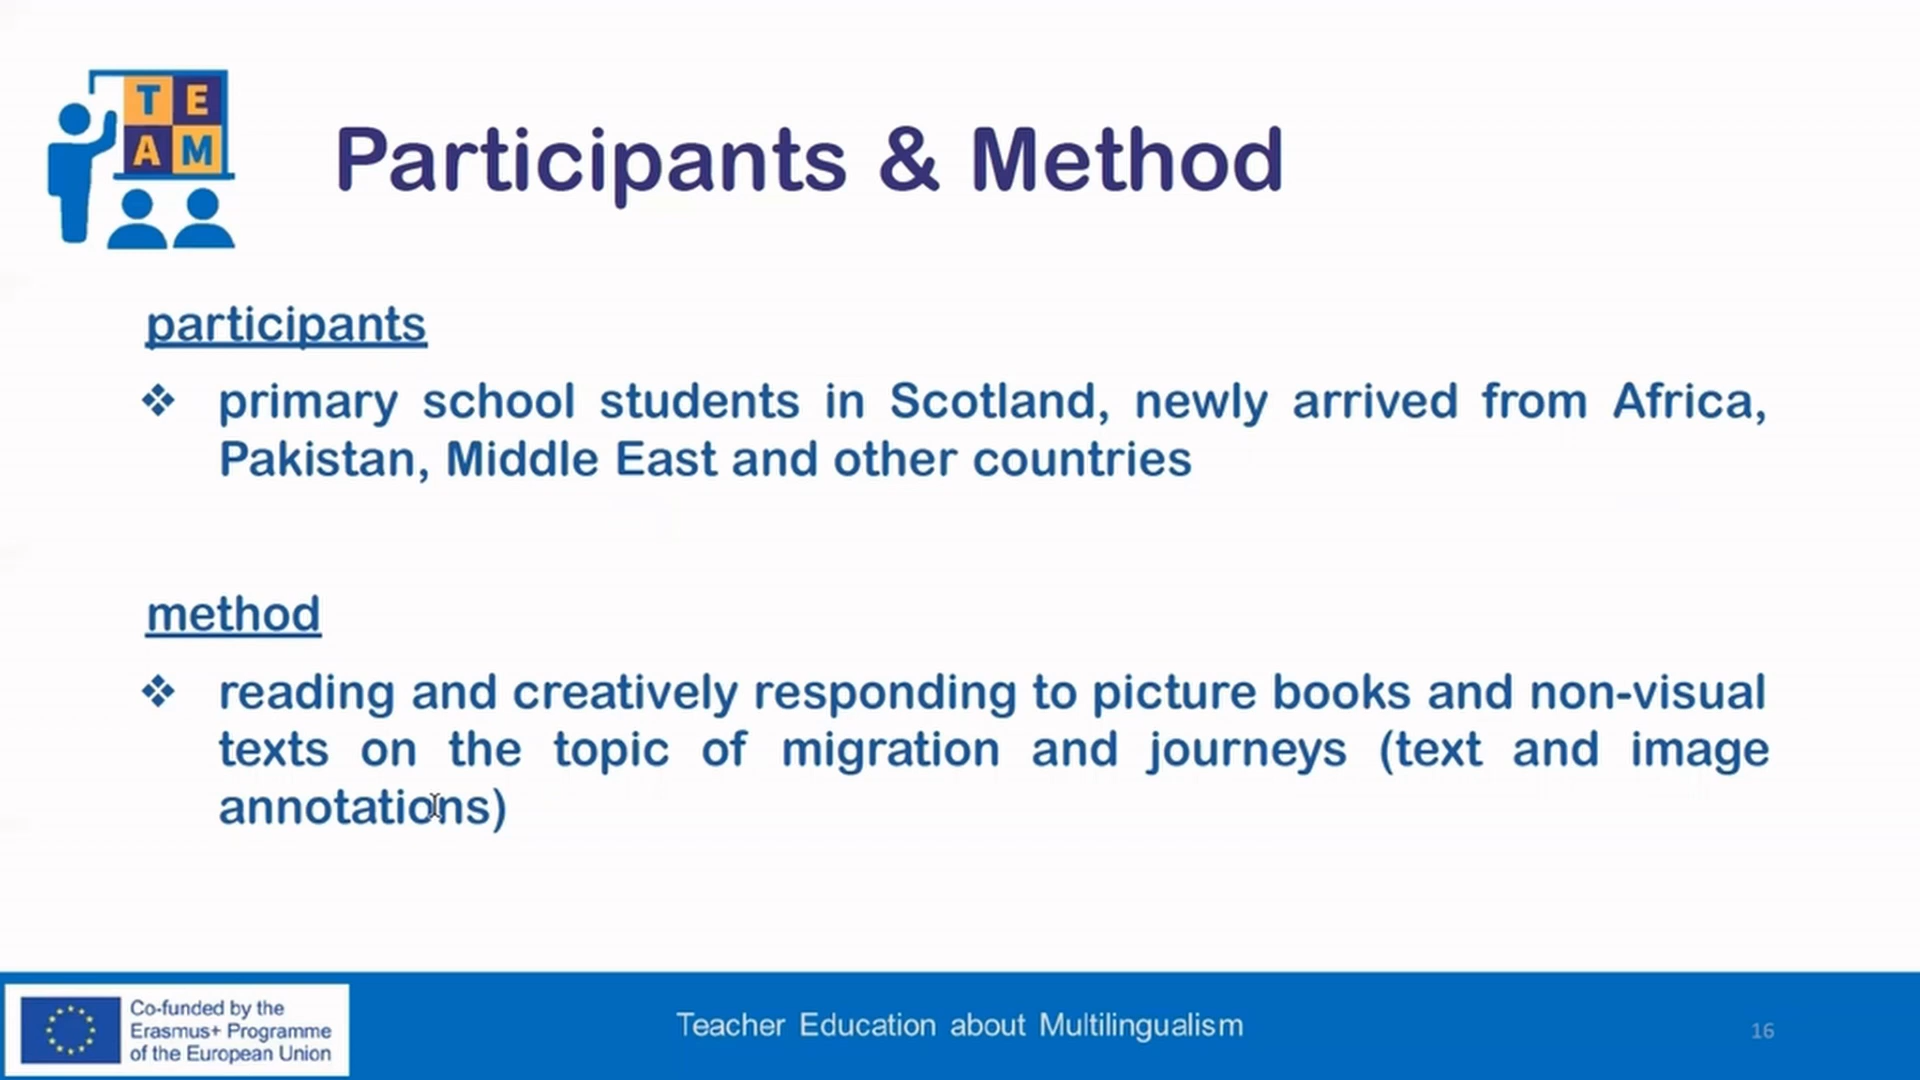 T E
A M
Participants & Method
participants
❖ primary school students in Scotland, newly arrived from Africa,
Pakistan, Middle East and other countries
method
❖ reading and creatively responding to picture books and non-visual
texts on the topic of migration and journeys (text and image
annotations)
Co-funded by the
Erasmus+ Programme
of the European Union
Teacher Education about Multilingualism
16